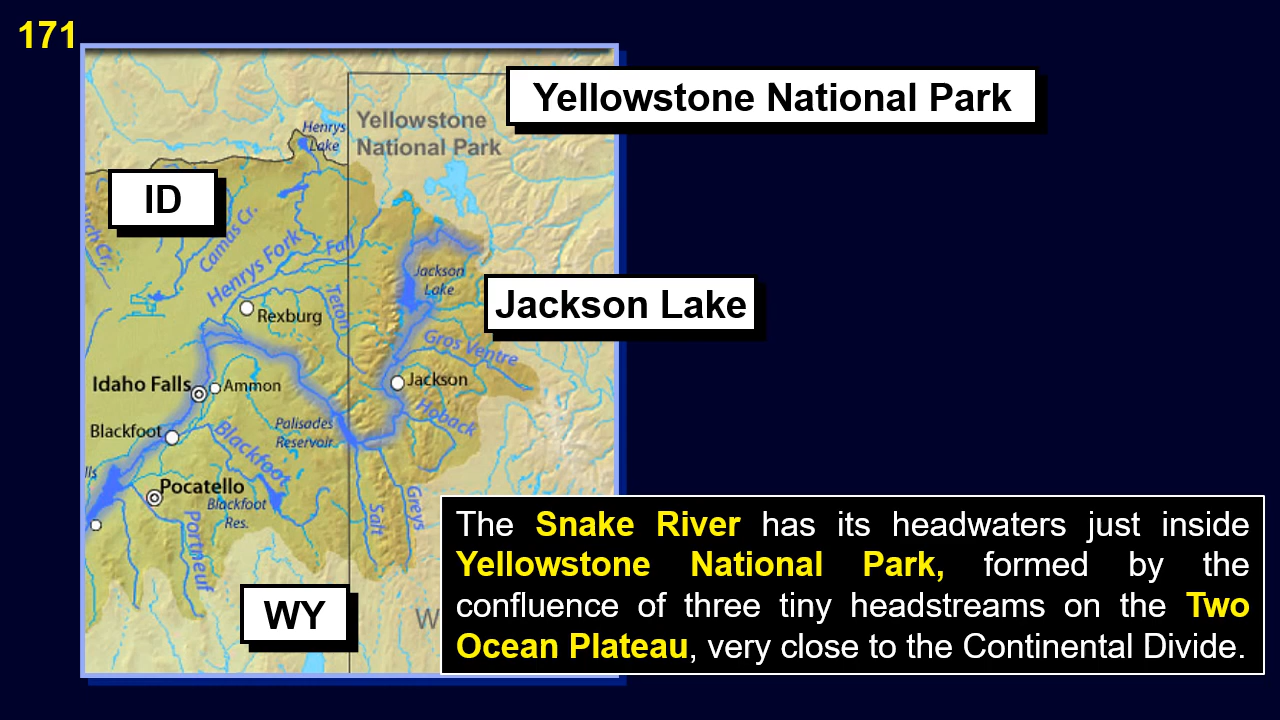 171
Yellowstone National Park
Yellowstone
National Park
Henrys
Lake
ID
rch Cr.
Camas Cr.
Henrys Fork
Fall
Jackson
Lake
Jackson Lake
Teton
Rexburg
Gros Ventre
Idaho Falls
Ammon
Jackson
Hoback
Palisades
Reservoir
Blackfoot
Blackfoot
lls
Pocatello
Blackfoot
Res.
Portneuf
Salt
Greys
WY
W
The Snake River has its headwaters just inside
Yellowstone National Park, formed by the
confluence of three tiny headstreams on the Two
Ocean Plateau, very close to the Continental Divide.